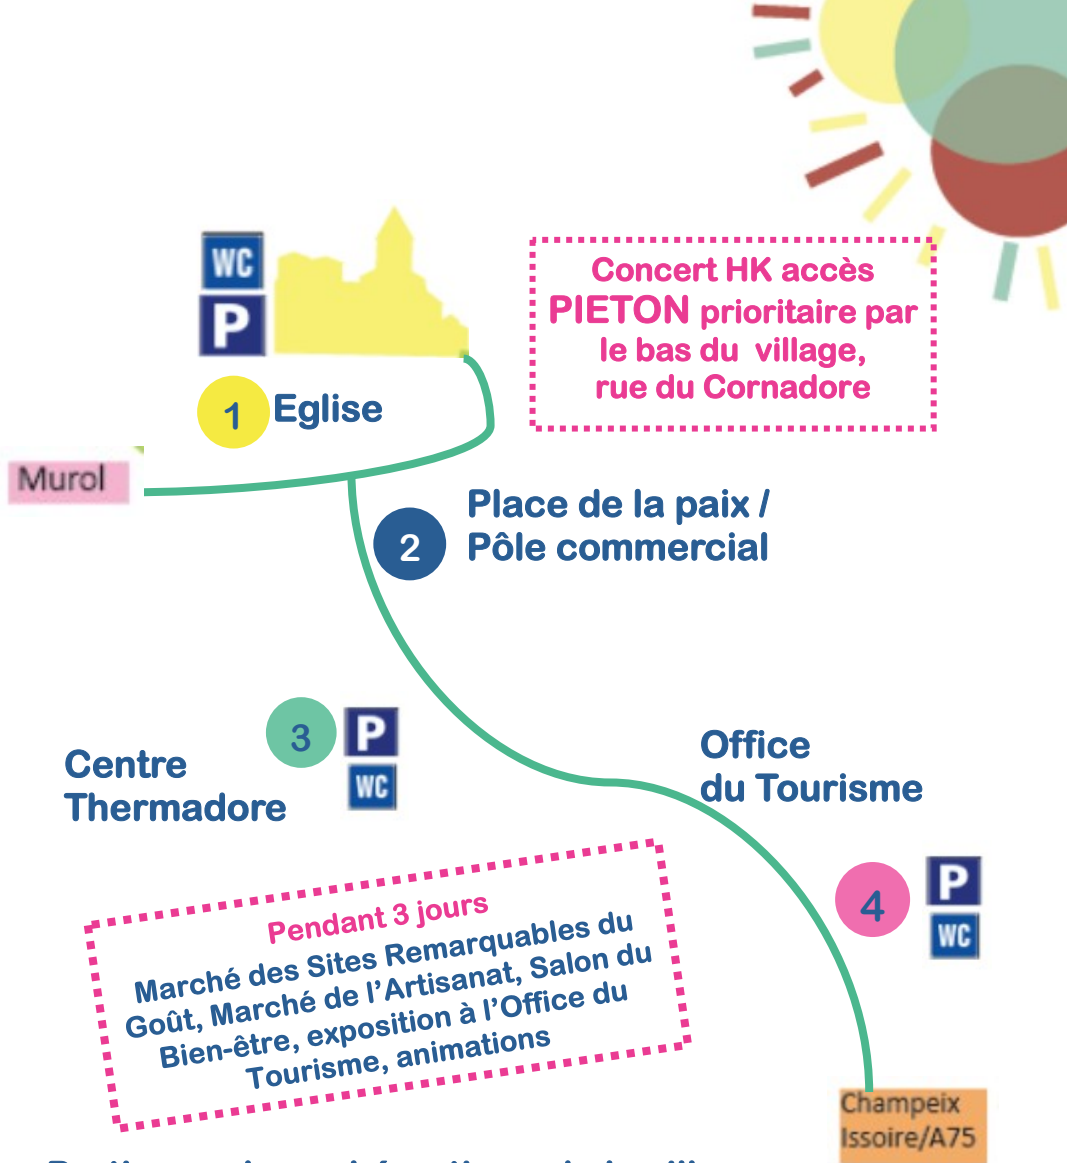 WC
P
Concert HK accès
PIETON prioritaire par
le bas du village,
rue du Cornadore
1 Eglise
Murol
2
Place de la paix /
Pôle commercial
3
P
WC
Centre
Thermadore
Office
du Tourisme
4
P
WC
Pendant 3 jours
Marché des Sites Remarquables du
Goût, Marché de l'Artisanat, Salon du
Bien-être, exposition à l'Office du
Tourisme, animations
Champeix
Issoire/A75